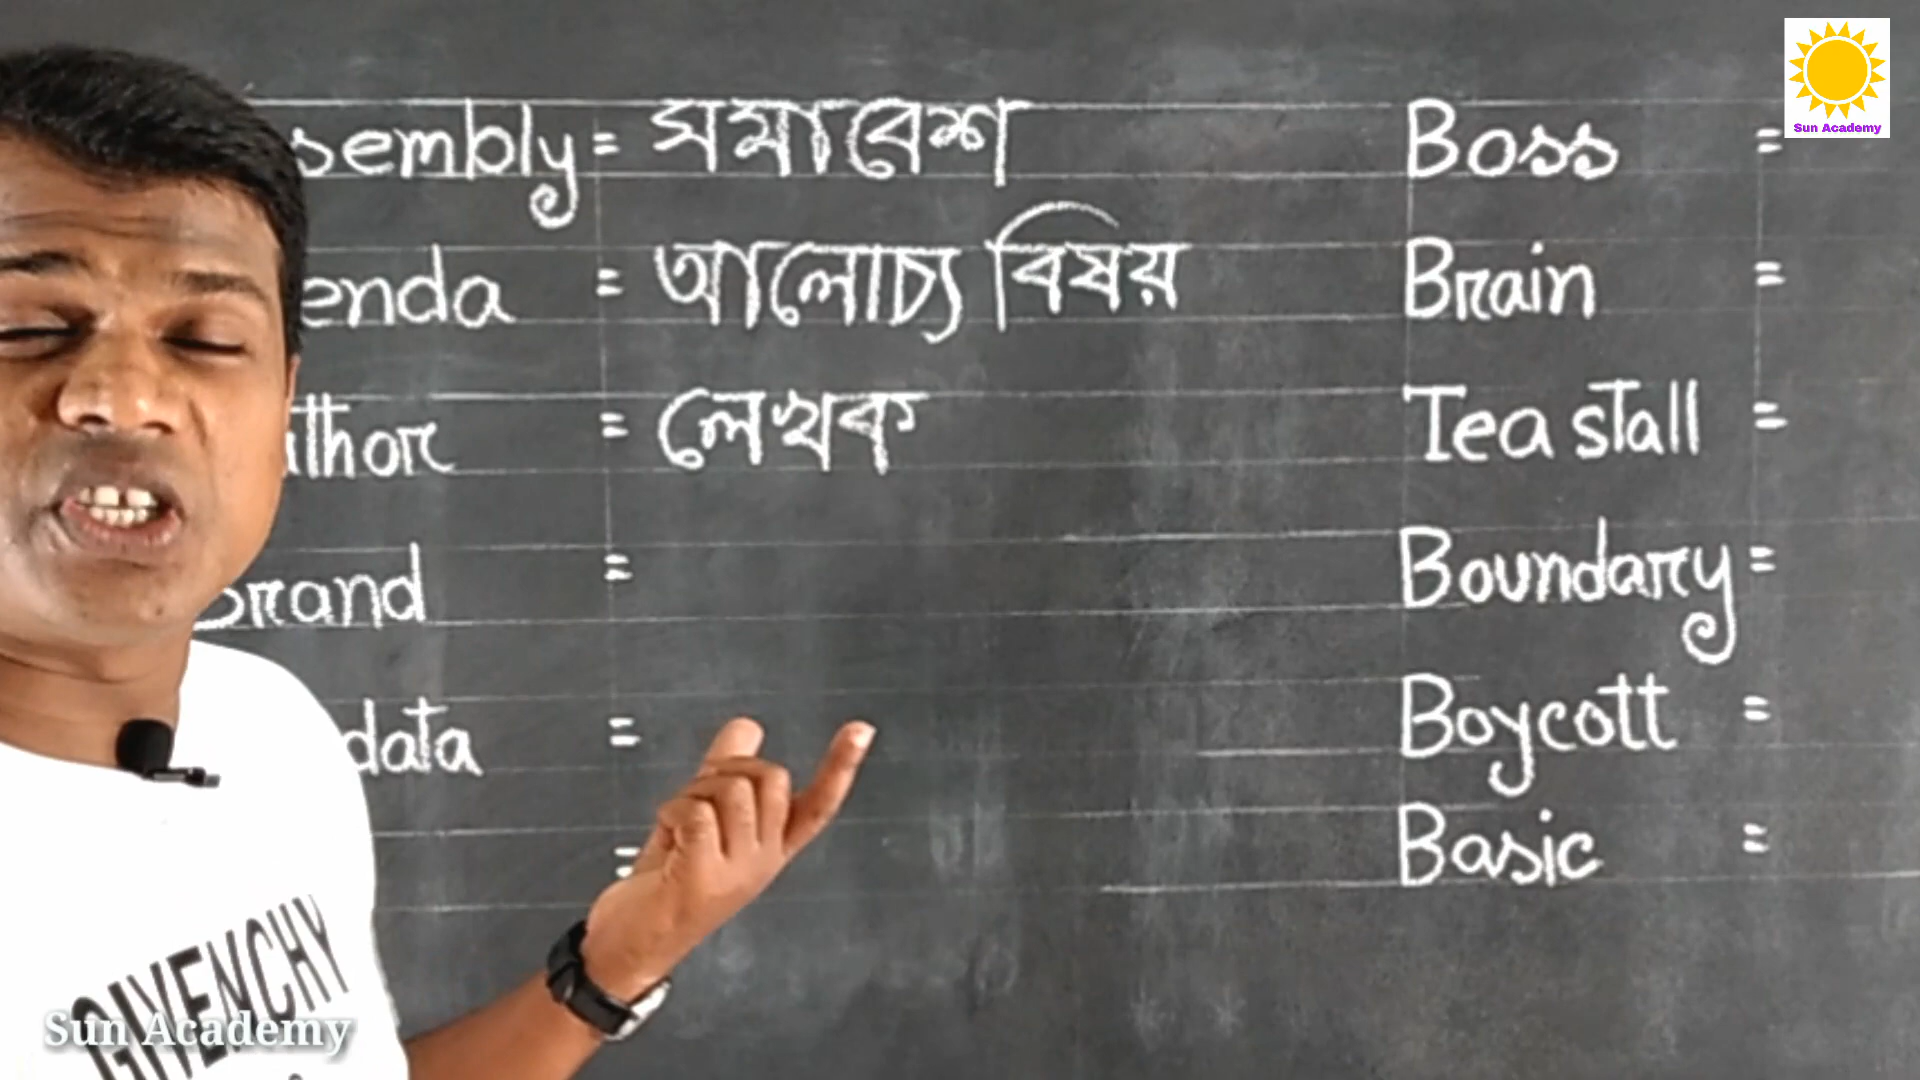 sembly = সমাবেশ
enda = আলোচ্য বিষয়
thor = লেখক
rand =
data =
=
Boss =
Brain =
Tea stall =
Boundary =
Boycott =
Basic =
Sun Academy
GIVENCHY
Sun Academy